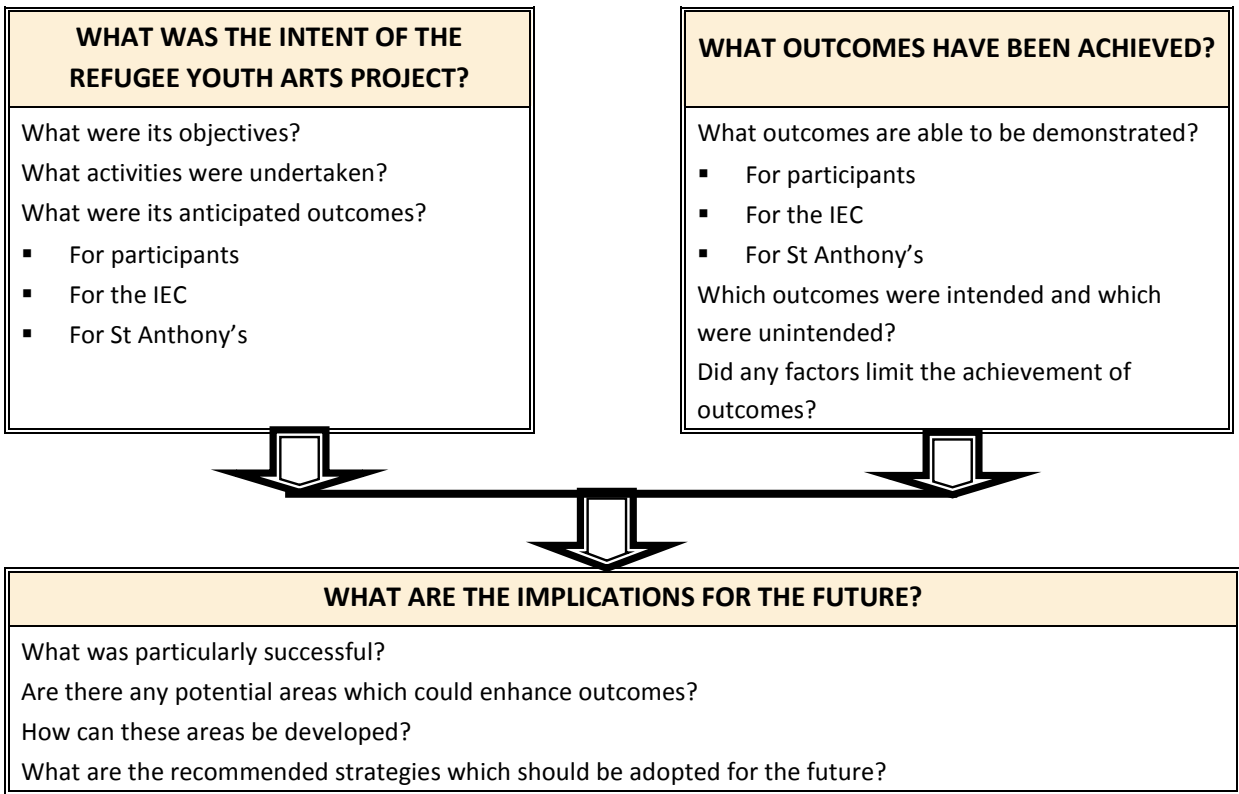 WHAT WAS THE INTENT OF THE
REFUGEE YOUTH ARTS PROJECT?
What were its objectives?
What activities were undertaken?
What were its anticipated outcomes?
▪ For participants
▪ For the IEC
▪ For St Anthony’s
WHAT OUTCOMES HAVE BEEN ACHIEVED?
What outcomes are able to be demonstrated?
▪ For participants
▪ For the IEC
▪ For St Anthony’s
Which outcomes were intended and which
were unintended?
Did any factors limit the achievement of
outcomes?
WHAT ARE THE IMPLICATIONS FOR THE FUTURE?
What was particularly successful?
Are there any potential areas which could enhance outcomes?
How can these areas be developed?
What are the recommended strategies which should be adopted for the future?